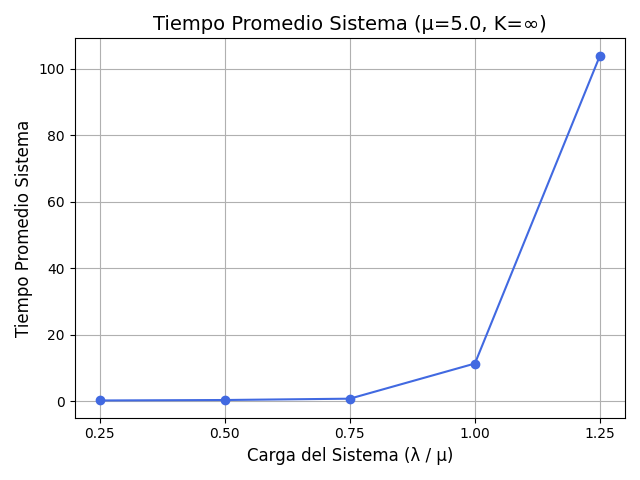 Tiempo Promedio Sistema (μ=5.0, K=∞)
Tiempo Promedio Sistema
100
80
60
40
20
0
0.25 0.50 0.75 1.00 1.25
Carga del Sistema (λ / μ)